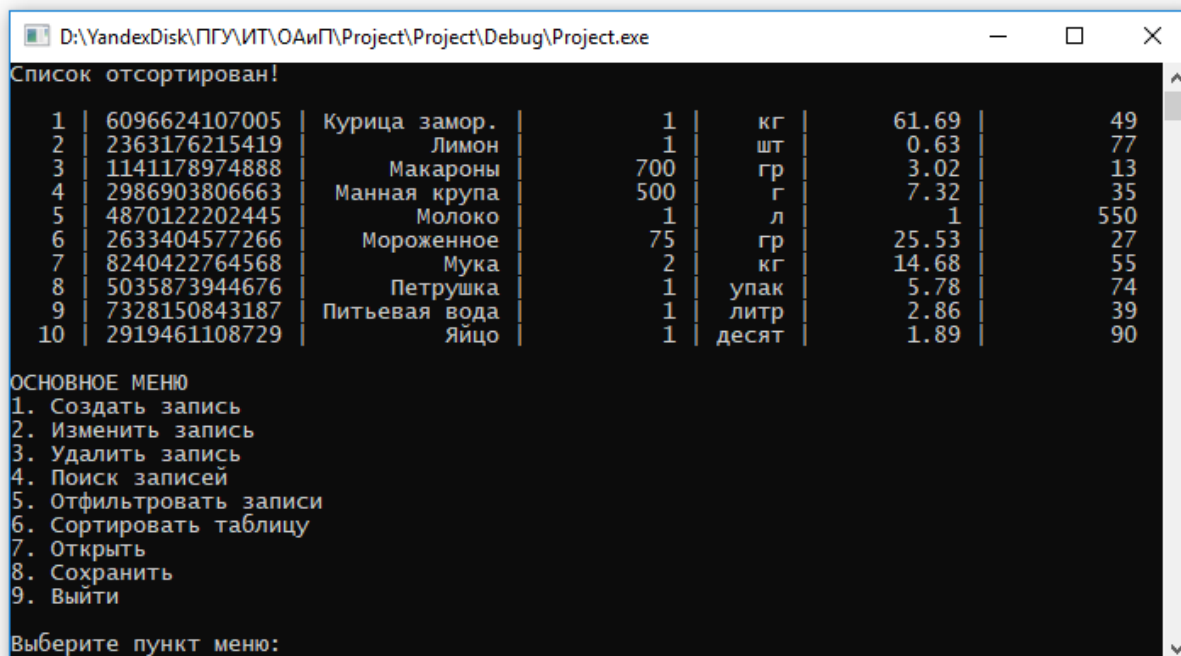 D:\YandexDisk\ПГУ\ИТ\ОАиП\Project\Project\Debug\Project.exe
Список отсортирован!
1 | 6096624107005 | Курица замор. | 1 | кг | 61.69 | 49
2 | 2363176215419 | Лимон | 1 | шт | 0.63 | 77
3 | 1141178974888 | Макароны | 700 | гр | 3.02 | 13
4 | 2986903806663 | Манная крупа | 500 | г | 7.32 | 35
5 | 4870122202445 | Молоко | 1 | л | 1 | 550
6 | 2633404577266 | Мороженное | 75 | гр | 25.53 | 27
7 | 8240422764568 | Мука | 2 | кг | 14.68 | 55
8 | 5035873944676 | Петрушка | 1 | упак | 5.78 | 74
9 | 7328150843187 | Питьевая вода | 1 | литр | 2.86 | 39
10 | 2919461108729 | Яйцо | 1 | десят | 1.89 | 90
ОСНОВНОЕ МЕНЮ
1. Создать запись
2. Изменить запись
3. Удалить запись
4. Поиск записей
5. Отфильтровать записи
6. Сортировать таблицу
7. Открыть
8. Сохранить
9. Выйти
Выберите пункт меню: